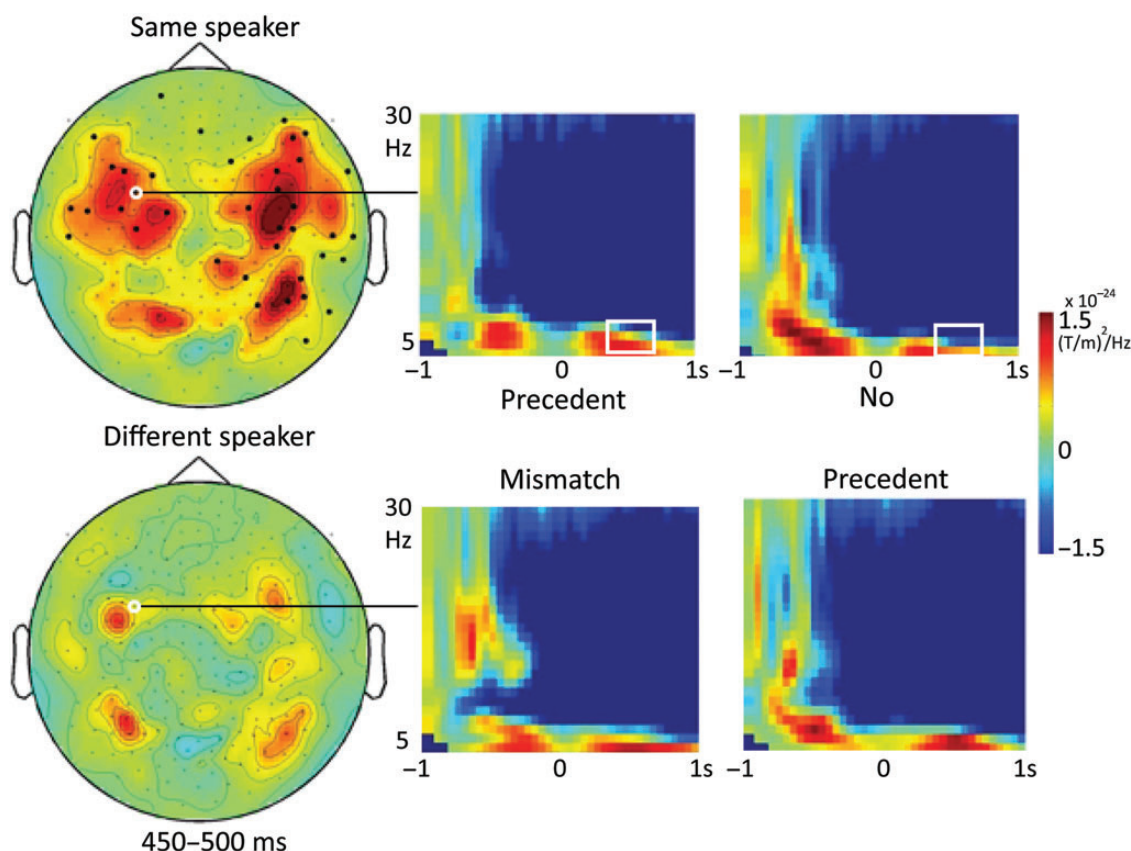 Same speaker
30
Hz
5
−1
0
1s
Precedent
−1
0
1s
No
x 10⁻²⁴
1.5
(T/m)²/Hz
0
−1.5
Different speaker
Mismatch
Precedent
30
Hz
5
−1
0
1s
−1
0
1s
450−500 ms